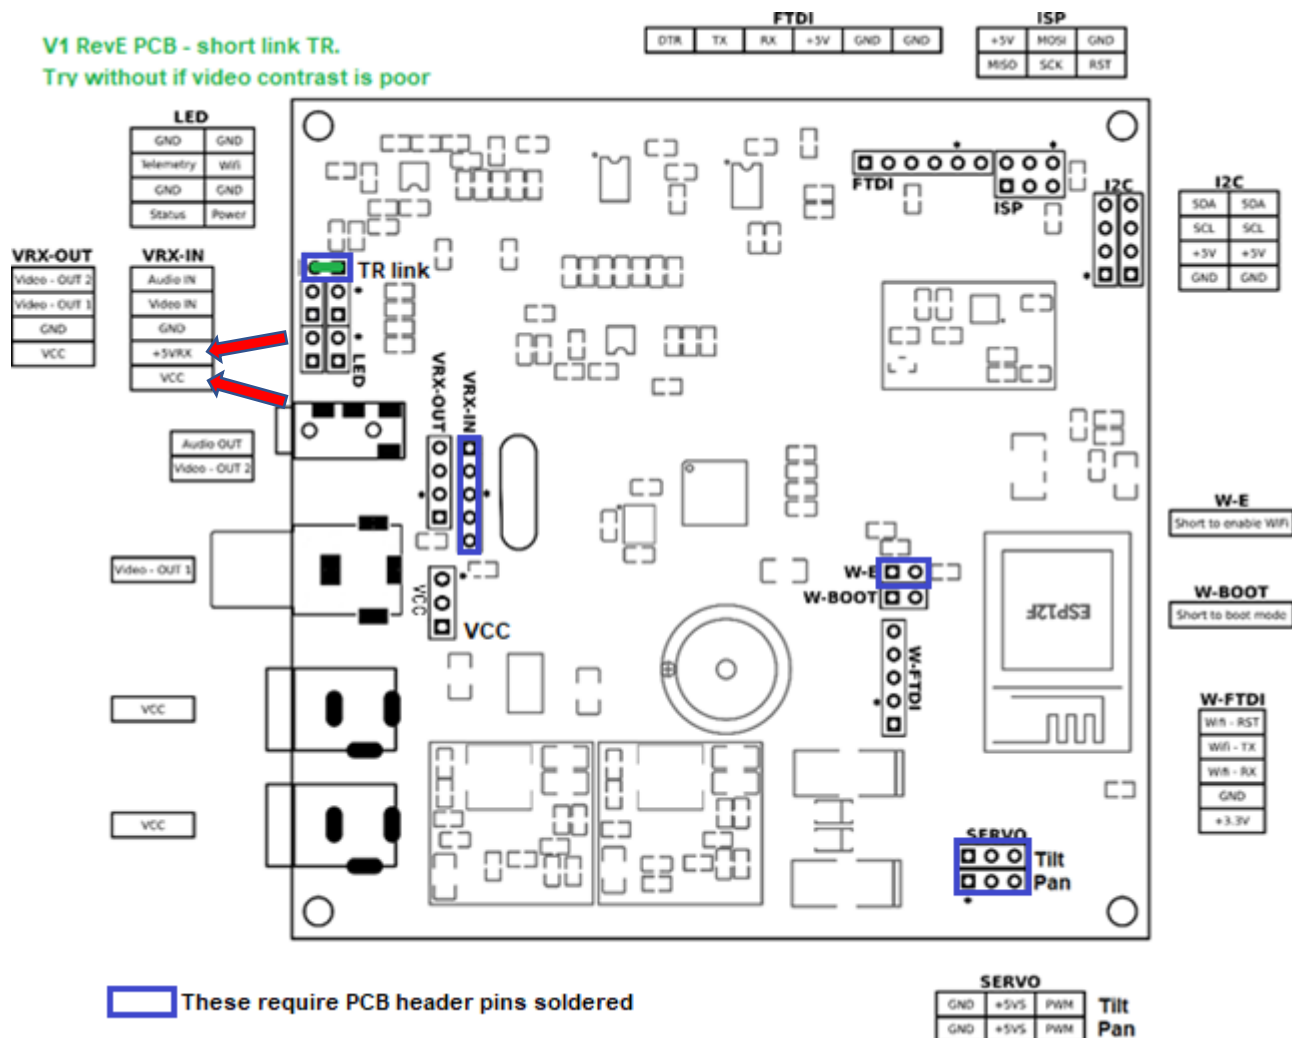 V1 RevE PCB - short link TR.
Try without if video contrast is poor
FTDI
DTR TX RX +5V GND GND
ISP
+5V MOSI GND
MISO SCK RST
LED
GND GND
Telemetry Wifi
GND GND
Status Power
VRX-OUT
Video - OUT 2
Video - OUT 1
GND
VCC
VRX-IN
Audio IN
Video IN
GND
+5VRX
VCC
Audio OUT
Video - OUT 2
Video - OUT 1
VCC
VCC
TR link
LED
VRX-OUT
VRX-IN
VCC
VCC
FTDI
ISP
I2C
I2C
SDA SDA
SCL SCL
+5V +5V
GND GND
W-E
W-BOOT
W-FTDI
ESP12F
W-E
Short to enable WiFi
W-BOOT
Short to boot mode
W-FTDI
Wifi - RST
Wifi - TX
Wifi - RX
GND
+3.3V
SERVO
Tilt
Pan
These require PCB header pins soldered
SERVO
GND +5VS PWM Tilt
GND +5VS PWM Pan